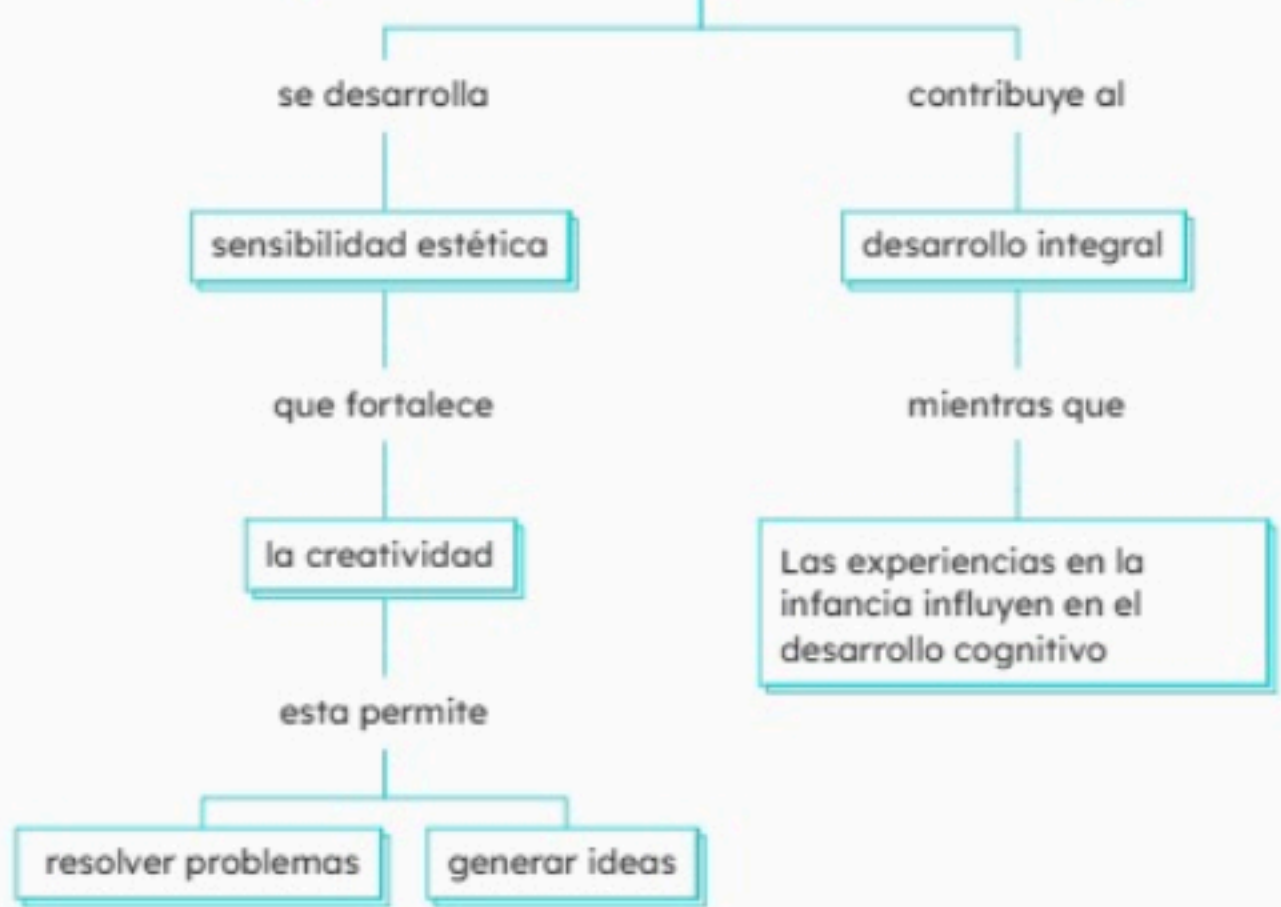 se desarrolla
contribuye al
sensibilidad estética
desarrollo integral
que fortalece
mientras que
la creatividad
Las experiencias en la
infancia influyen en el
desarrollo cognitivo
esta permite
resolver problemas
generar ideas